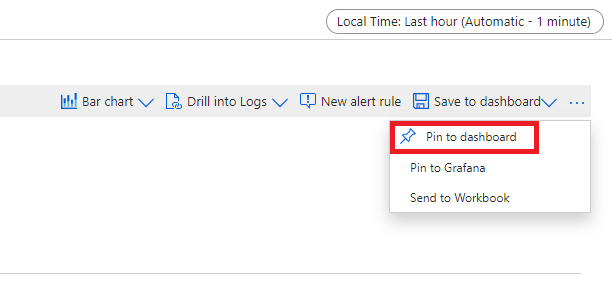 Local Time: Last hour (Automatic - 1 minute)
Bar chart Drill into Logs New alert rule Save to dashboard ...
Pin to dashboard
Pin to Grafana
Send to Workbook